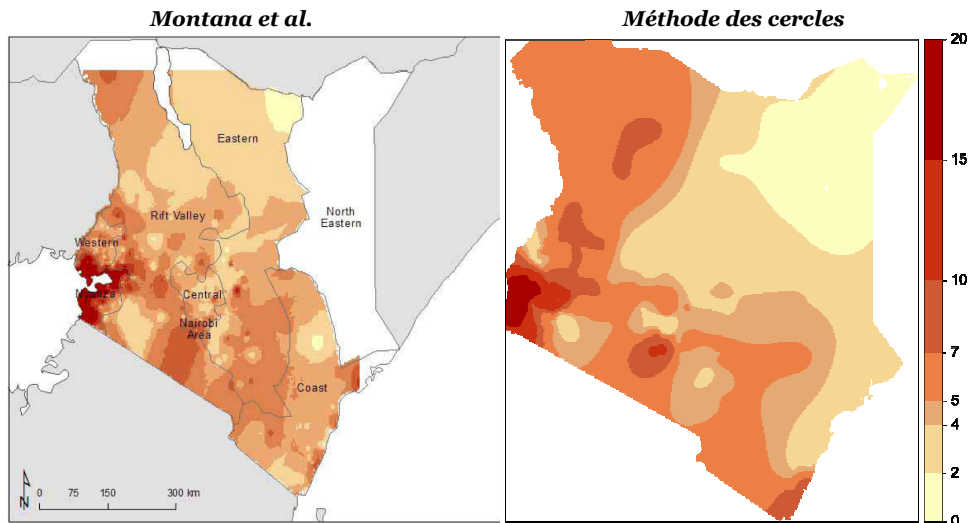 Montana et al.
Méthode des cercles
Eastern
Rift Valley
North
Eastern
Western
Nyanza
Central
Nairobi
Area
Coast
N
0 75 150 300 km
20
15
10
7
5
4
2
0